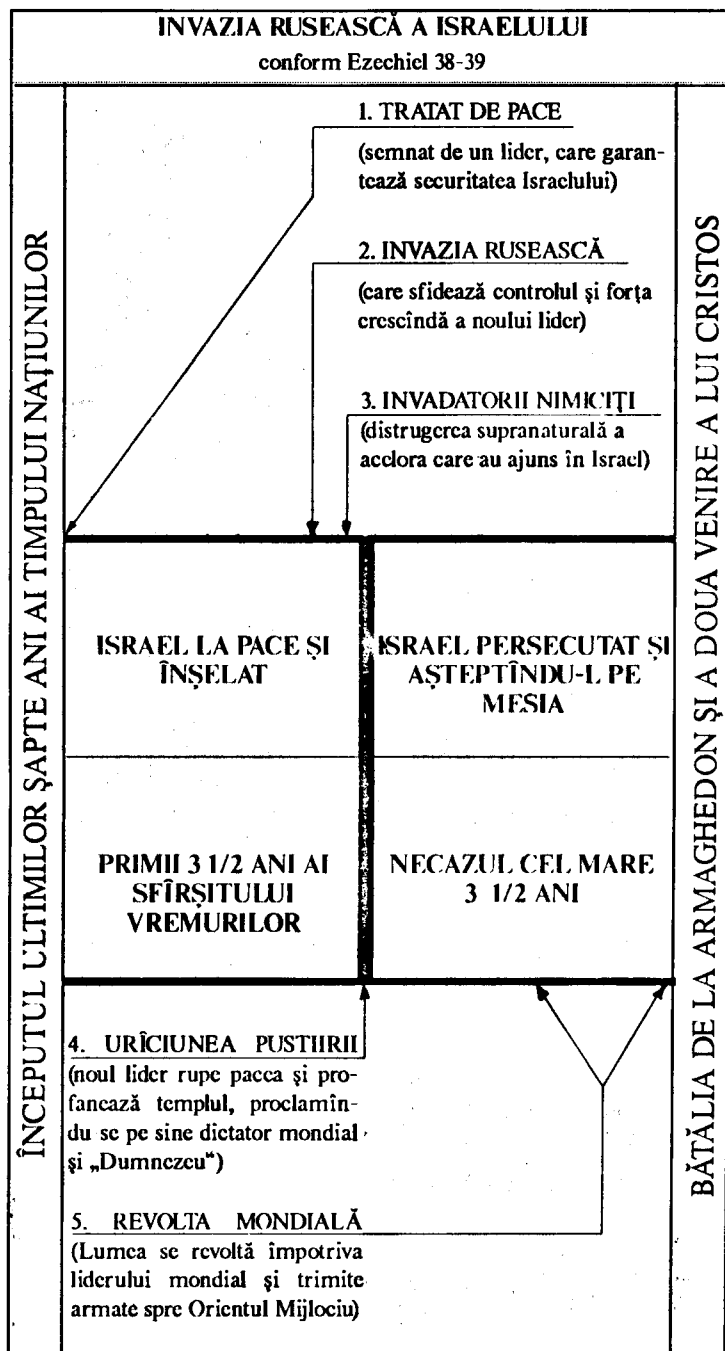 INVAZIA RUSEASCĂ A ISRAELULUI
conform Ezechiel 38-39
ÎNCEPUTUL ULTIMILOR ŞAPTE ANI AI TIMPULUI NAŢIUNILOR
1. TRATAT DE PACE
(semnat de un lider, care garan-
tează securitatea Israelului)
2. INVAZIA RUSEASCĂ
(care sfidează controlul şi forţa
crescîndă a noului lider)
3. INVADATORII NIMICIŢI
(distrugerea supranaturală a
acelora care au ajuns în Israel)
ISRAEL LA PACE ŞI
ÎNŞELAT
ISRAEL PERSECUTAT ŞI
AŞTEPTÎNDU-L PE
MESIA
PRIMII 3 1/2 ANI AI
SFÎRŞITULUI
VREMURILOR
NECAZUL CEL MARE
3 1/2 ANI
4. URÎCIUNEA PUSTIIRII
(noul lider rupe pacea şi pro-
fanează templul, proclamîn-
du se pe sine dictator mondial
şi „Dumnezeu“)
5. REVOLTA MONDIALĂ
(Lumea se revoltă împotriva
liderului mondial şi trimite
armate spre Orientul Mijlociu)
BĂTĂLIA DE LA ARMAGHEDON ŞI A DOUA VENIRE A LUI CRISTOS